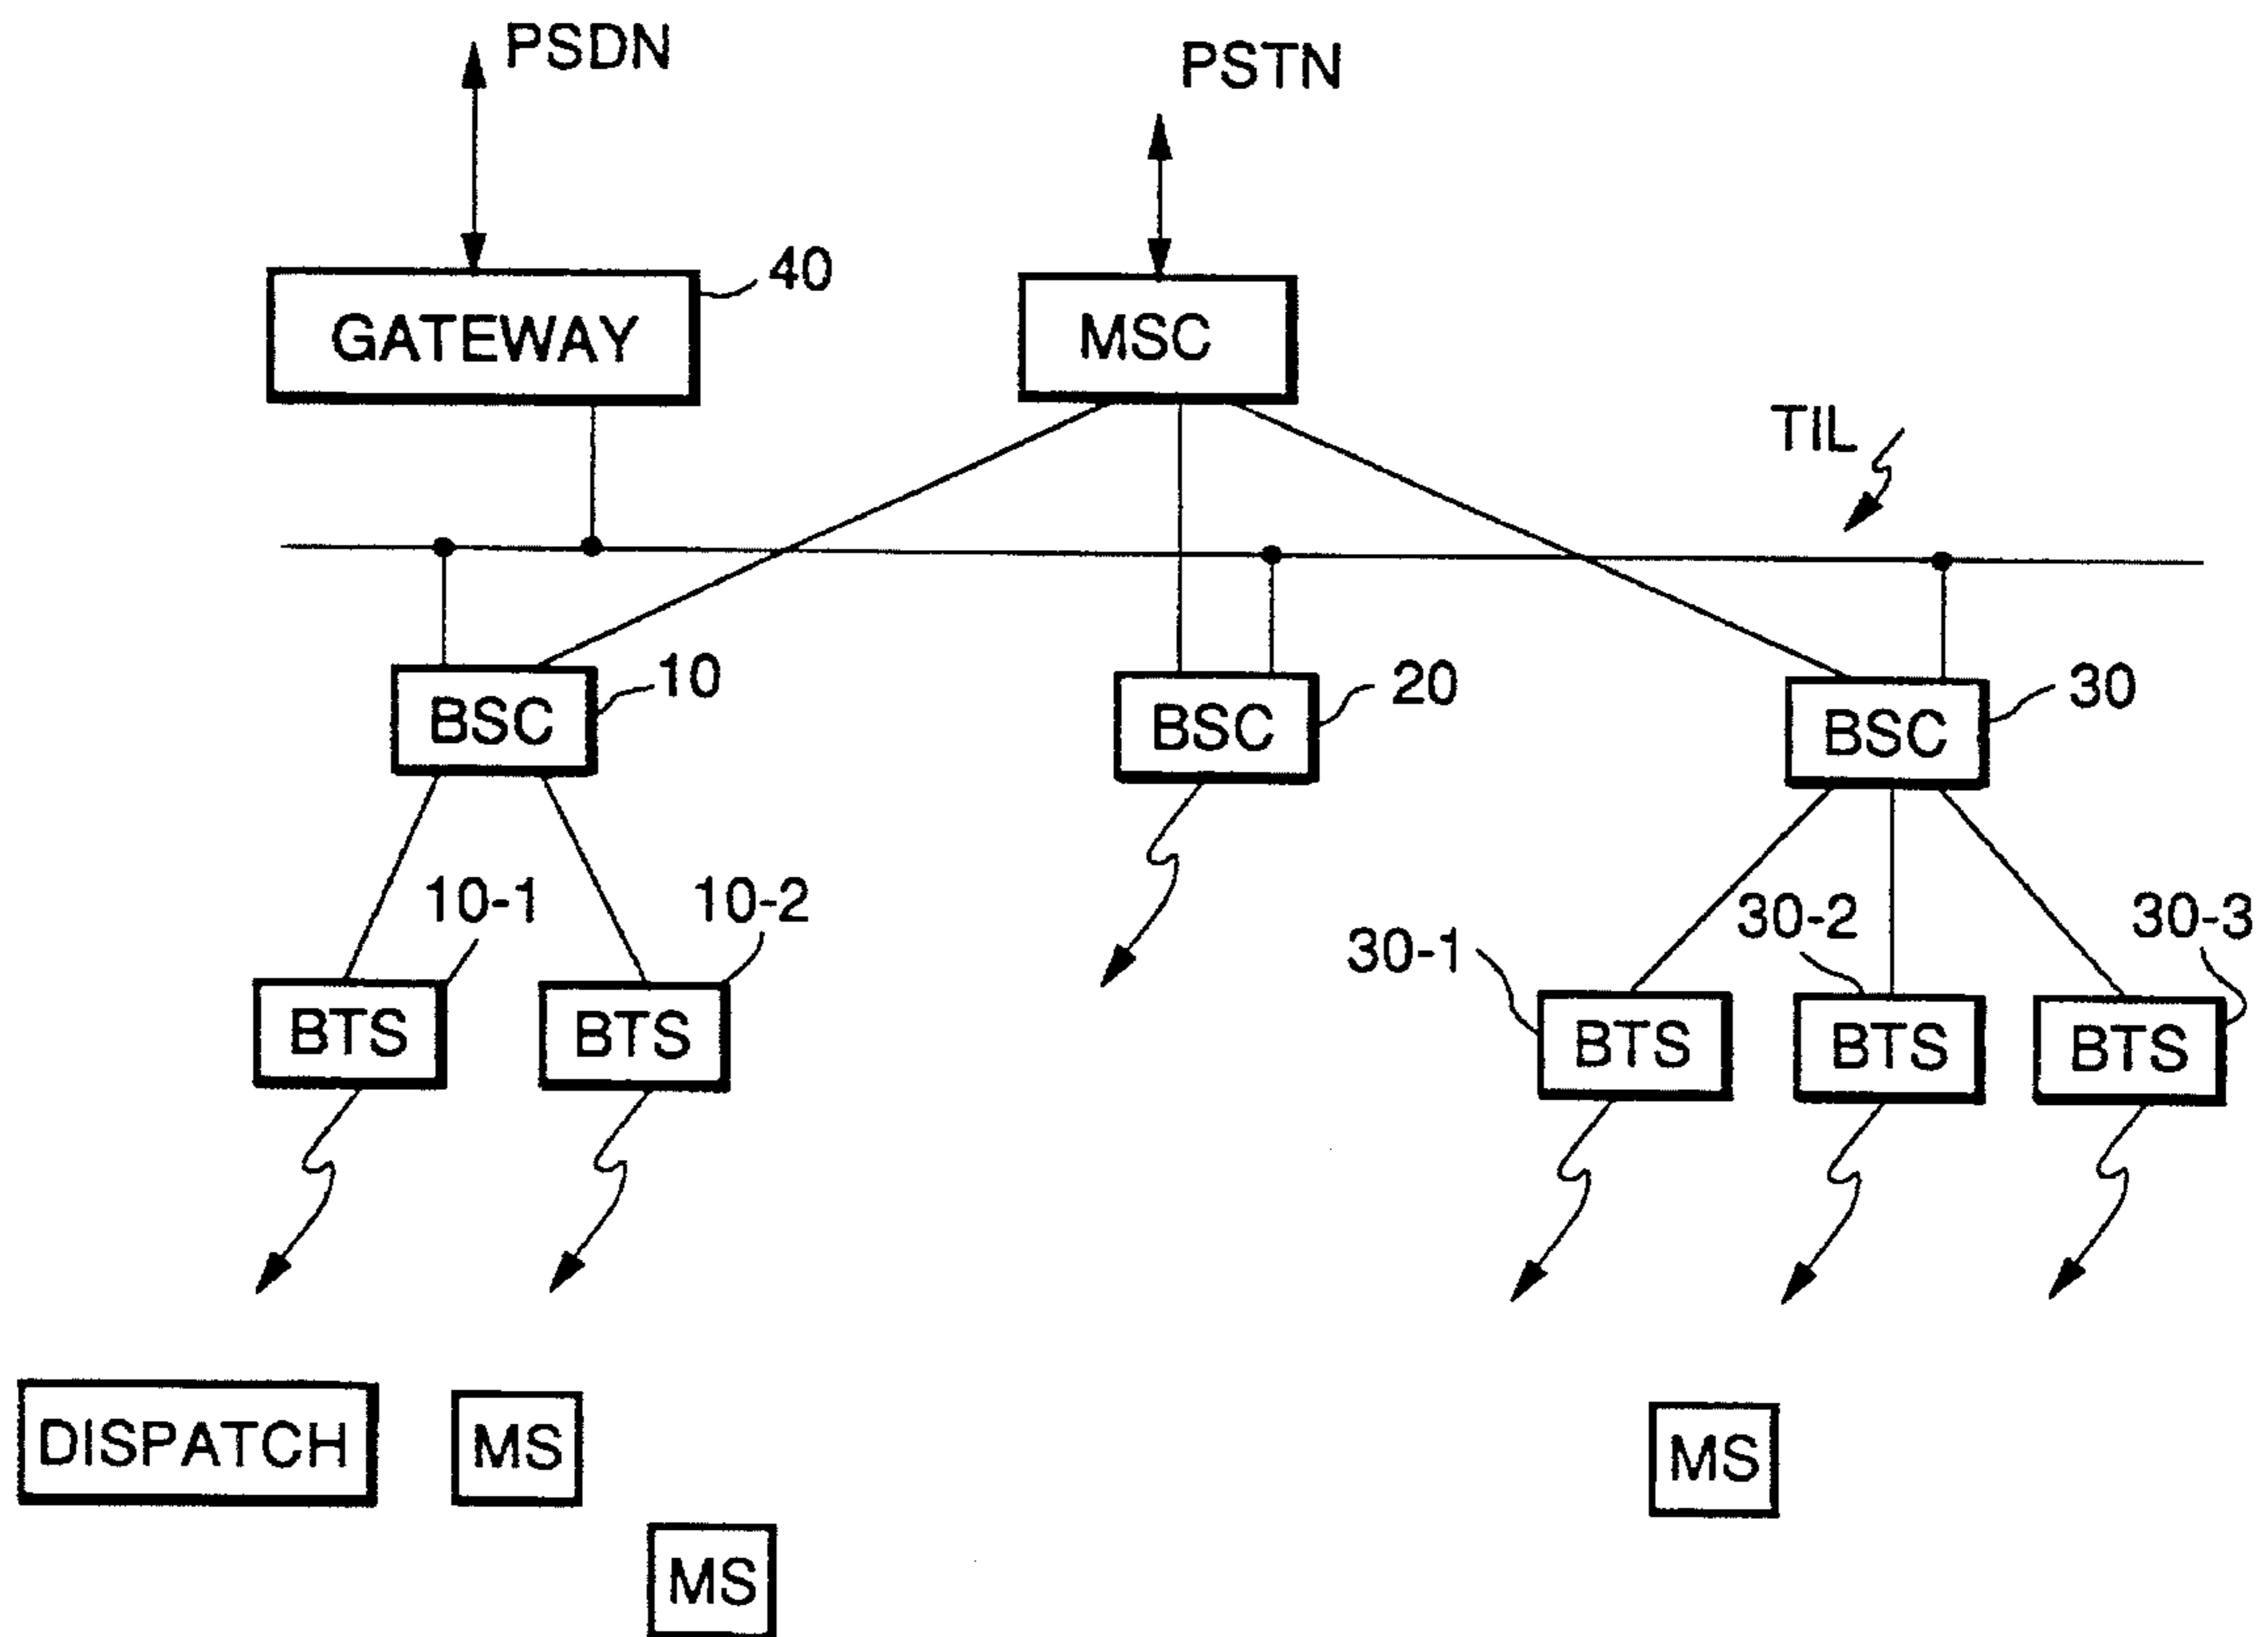 PSDN
PSTN
40
GATEWAY
MSC
TIL
10
BSC
20
BSC
30
BSC
10-1
10-2
30-1
30-2
30-3
BTS
BTS
BTS
BTS
BTS
DISPATCH
MS
MS
MS